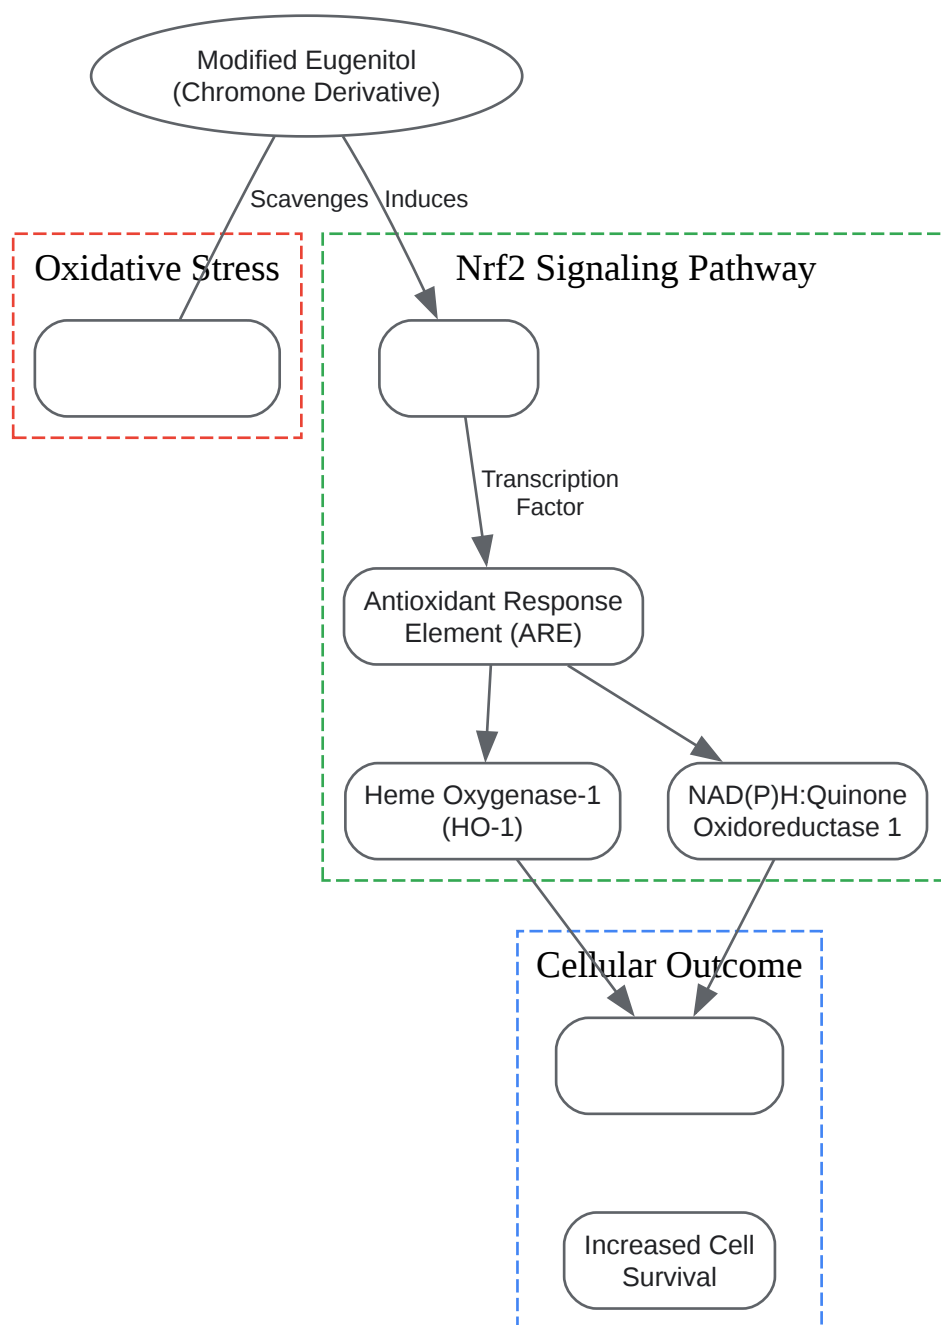 Modified Eugenitol
(Chromone Derivative)
Scavenges
Induces
Oxidative Stress
Nrf2 Signaling Pathway
Transcription
Factor
Antioxidant Response
Element (ARE)
Heme Oxygenase-1
(HO-1)
NAD(P)H:Quinone
Oxidoreductase 1
Cellular Outcome
Increased Cell
Survival